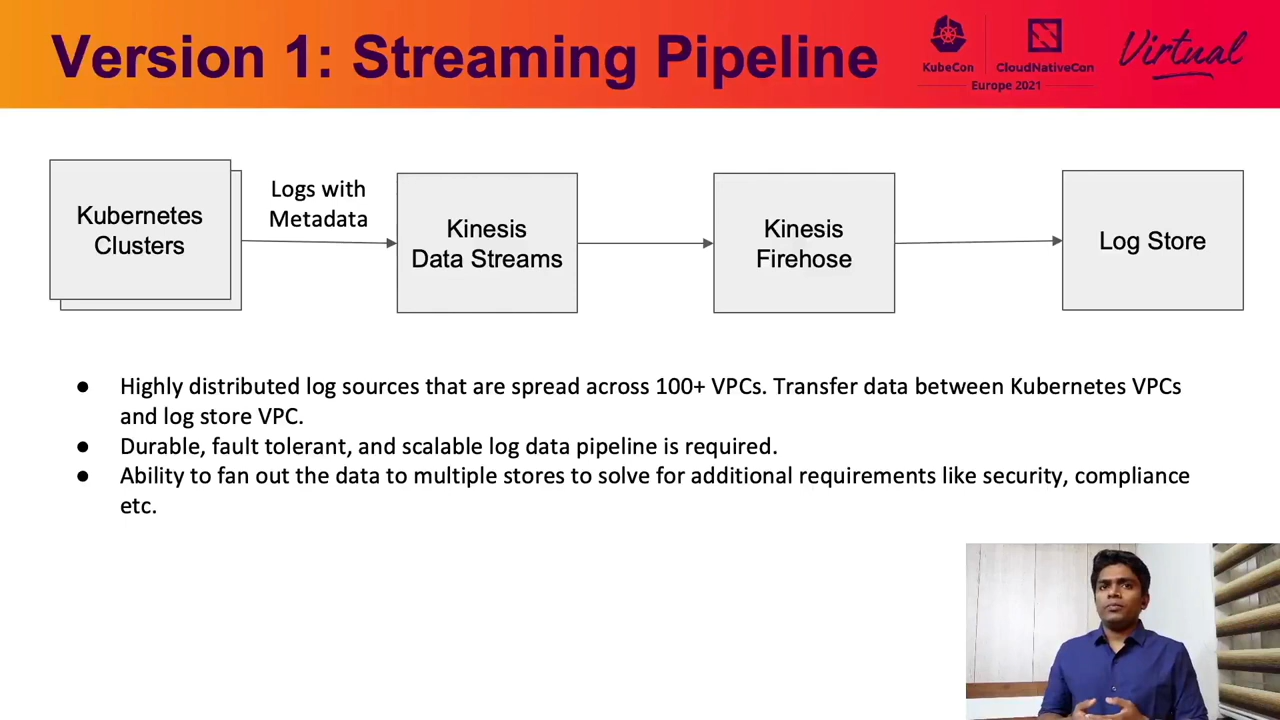 Version 1: Streaming Pipeline
KubeCon
CloudNativeCon
Europe 2021
Virtual
Kubernetes
Clusters
Logs with
Metadata
Kinesis
Data Streams
Kinesis
Firehose
Log Store
● Highly distributed log sources that are spread across 100+ VPCs. Transfer data between Kubernetes VPCs
and log store VPC.
● Durable, fault tolerant, and scalable log data pipeline is required.
● Ability to fan out the data to multiple stores to solve for additional requirements like security, compliance
etc.